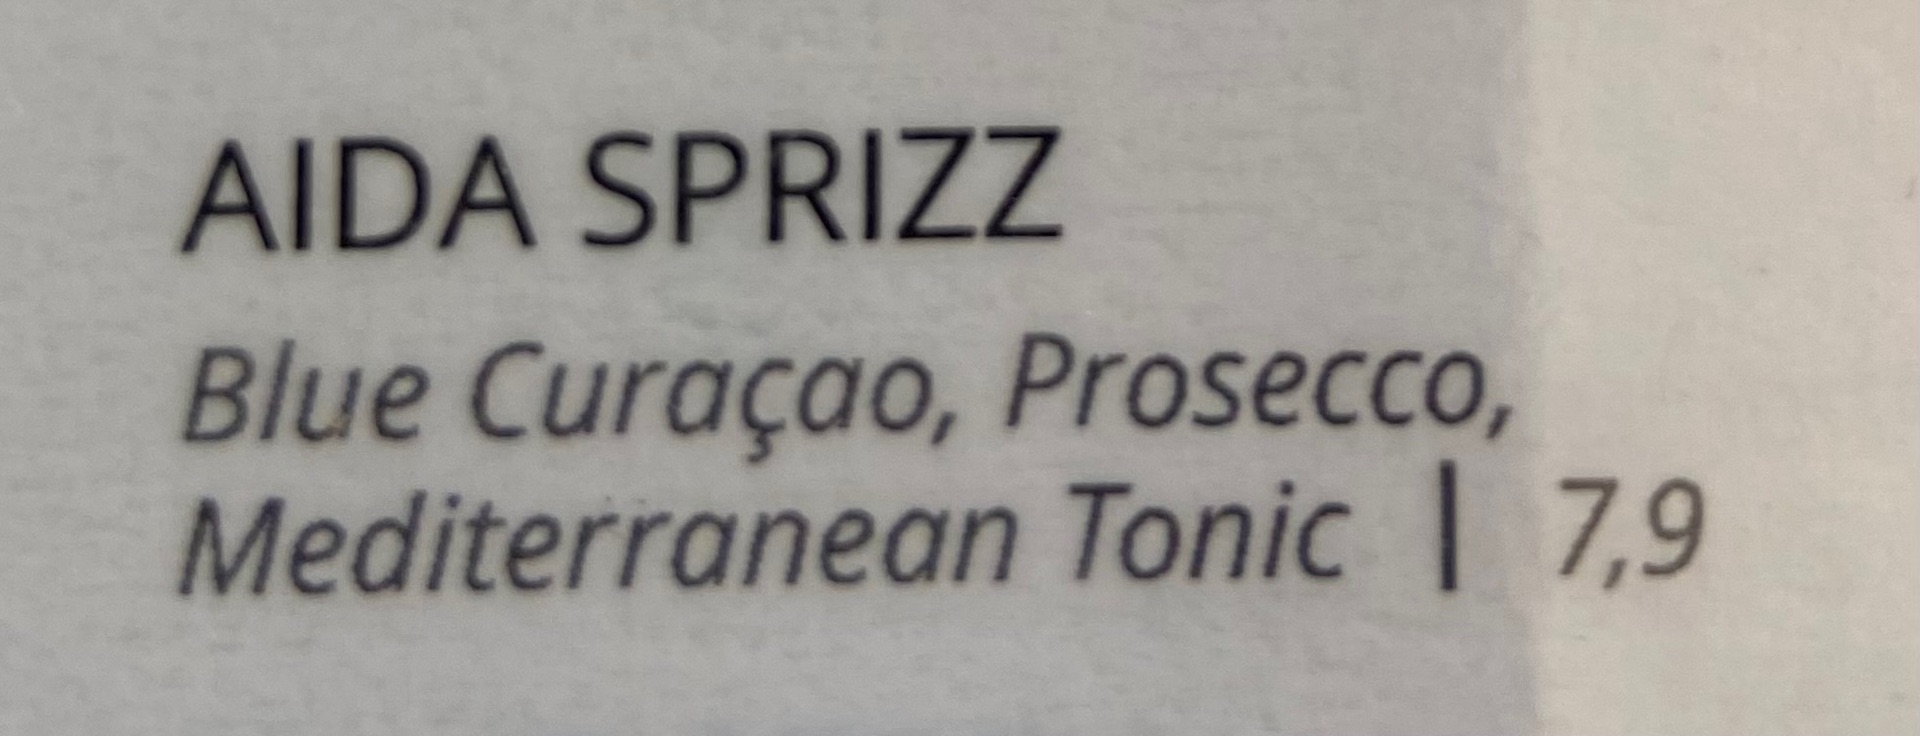 AIDA SPRIZZ
Blue Curaçao, Prosecco,
Mediterranean Tonic | 7,9